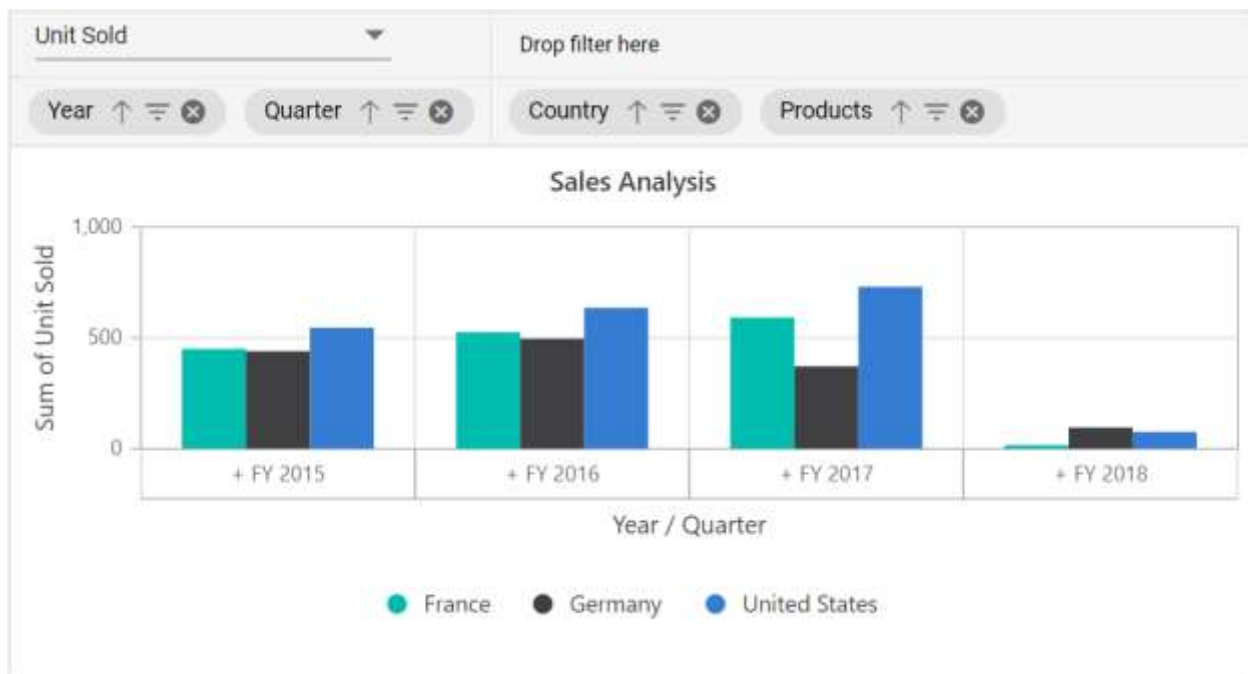 Unit Sold
Drop filter here
Year Quarter Country Products
Sales Analysis
Sum of Unit Sold
1,000
500
0
+ FY 2015 + FY 2016 + FY 2017 + FY 2018
Year / Quarter
France Germany United States